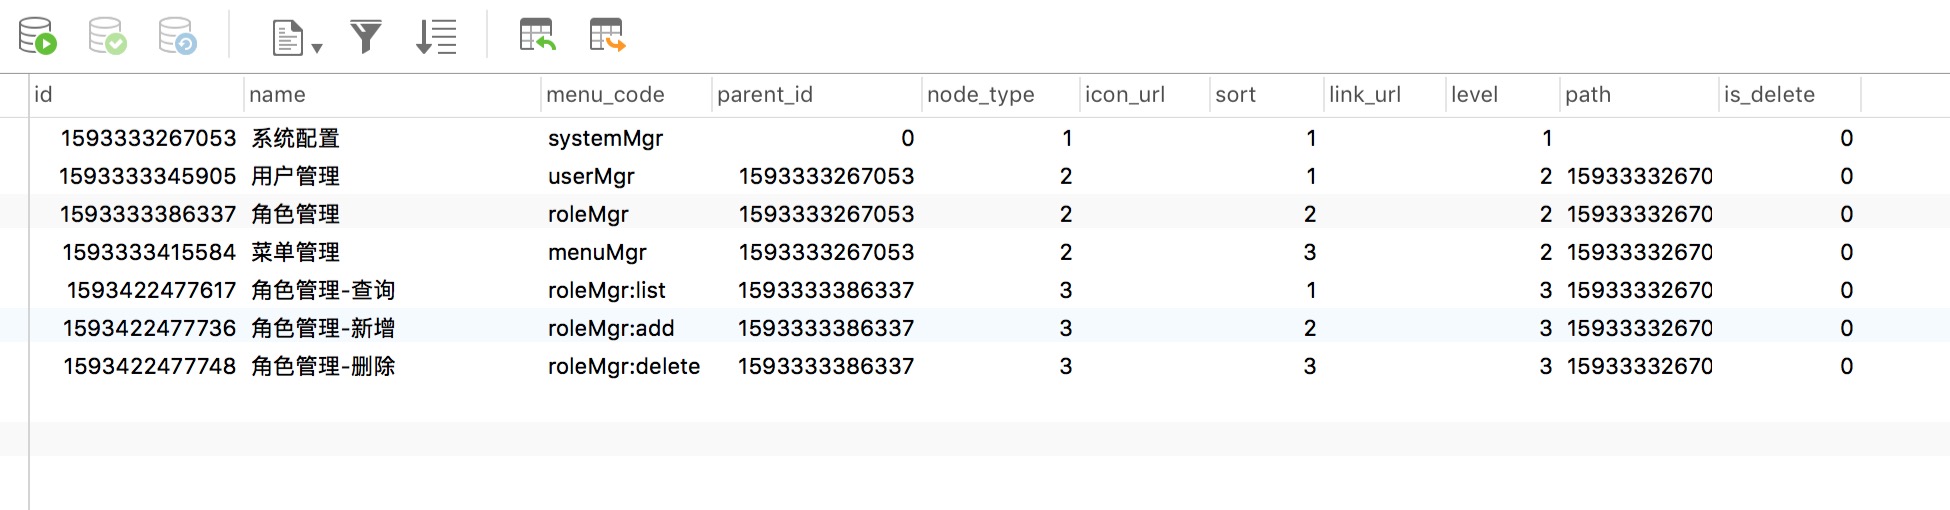 id name menu_code parent_id node_type icon_url sort link_url level path is_delete
1593333267053 系统配置 systemMgr 0 1 1 1 0
1593333345905 用户管理 userMgr 1593333267053 2 1 2 15933332670 0
1593333386337 角色管理 roleMgr 1593333267053 2 2 2 15933332670 0
1593333415584 菜单管理 menuMgr 1593333267053 2 3 2 15933332670 0
1593422477617 角色管理-查询 roleMgr:list 1593333386337 3 1 3 15933332670 0
1593422477736 角色管理-新增 roleMgr:add 1593333386337 3 2 3 15933332670 0
1593422477748 角色管理-删除 roleMgr:delete 1593333386337 3 3 3 15933332670 0